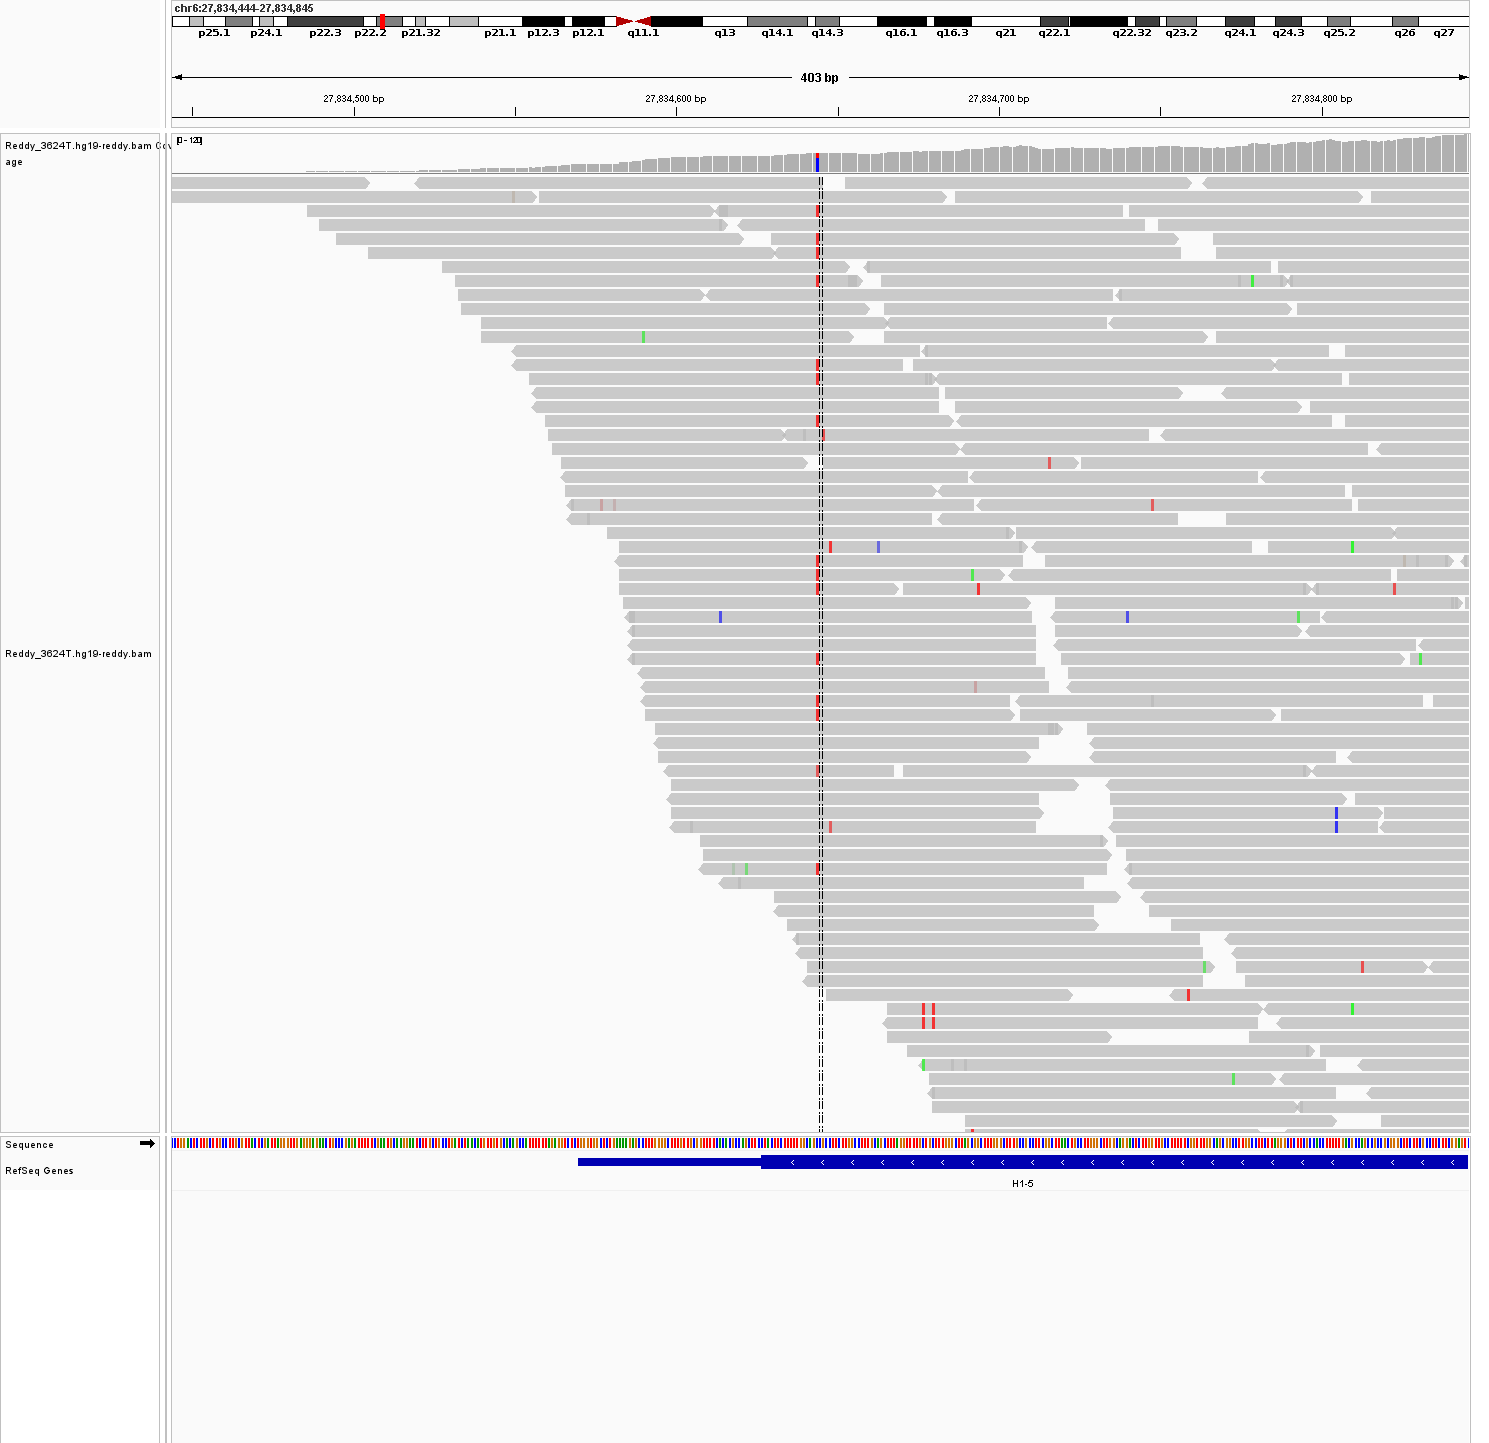 chr6:27,834,444-27,834,845
p25.1 p24.1 p22.3 p22.2 p21.32 p21.1 p12.3 p12.1 q11.1 q13 q14.1 q14.3 q16.1 q16.3 q21 q22.1 q22.32 q23.2 q24.1 q24.3 q25.2 q26 q27
403 bp
27,834,500 bp 27,834,600 bp 27,834,700 bp 27,834,800 bp
[0 - 120]
Reddy_3624T.hg19-reddy.bam Cov
age
Reddy_3624T.hg19-reddy.bam
Sequence
RefSeq Genes
H1-5